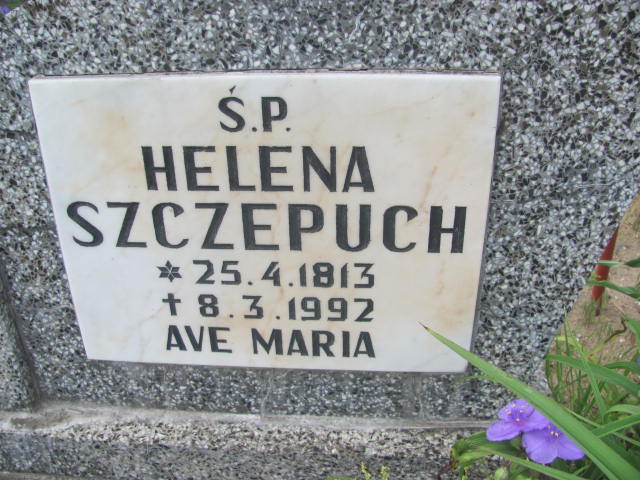 Ś.P.
HELENA
SZCZEPUCH
* 25.4.1813
✝ 8.3.1992
AVE MARIA